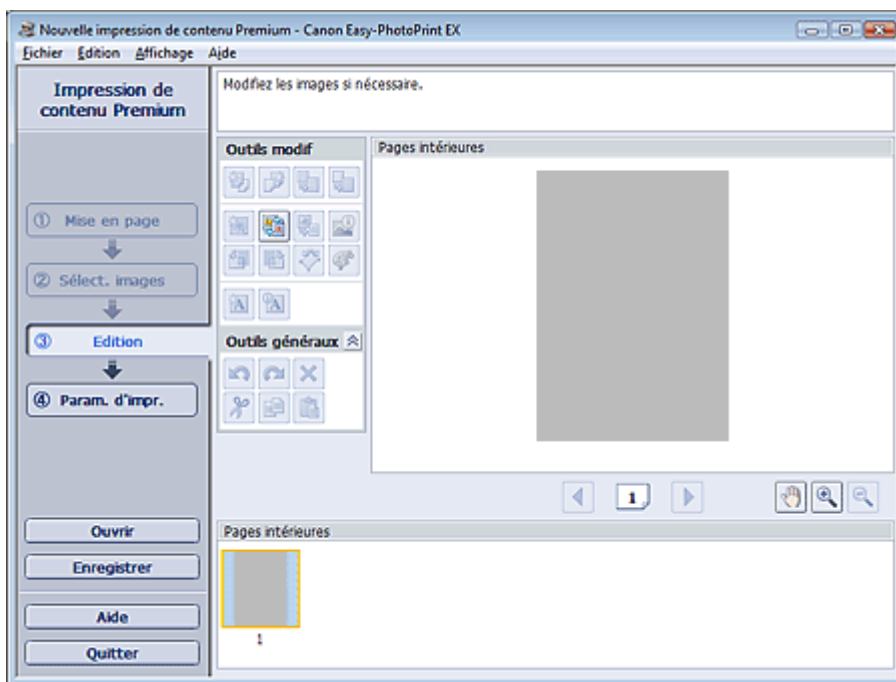 Nouvelle impression de contenu Premium - Canon Easy-PhotoPrint EX
Fichier Édition Affichage Aide
Impression de
contenu Premium
Modifiez les images si nécessaire.
Outils modif
Pages intérieures
① Mise en page
② Sélect. images
③ Edition
Outils généraux
④ Param. d'impr.
1
Ouvrir
Pages intérieures
Enregistrer
Aide
1
Quitter